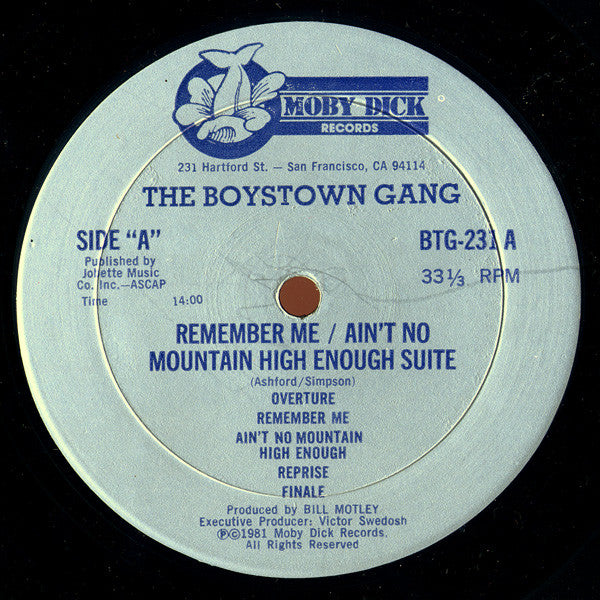 MOBY DICK
RECORDS
231 Hartford St. — San Francisco, CA 94114
THE BOYSTOWN GANG
SIDE "A"
BTG-231 A
Published by
Jobette Music
Co. Inc.—ASCAP
33 1/3 RPM
Time 14:00
REMEMBER ME / AIN'T NO
MOUNTAIN HIGH ENOUGH SUITE
(Ashford/Simpson)
OVERTURE
REMEMBER ME
AIN'T NO MOUNTAIN
HIGH ENOUGH
REPRISE
FINALE
Produced by BILL MOTLEY
Executive Producer: Victor Swedosh
℗©1981 Moby Dick Records.
All Rights Reserved